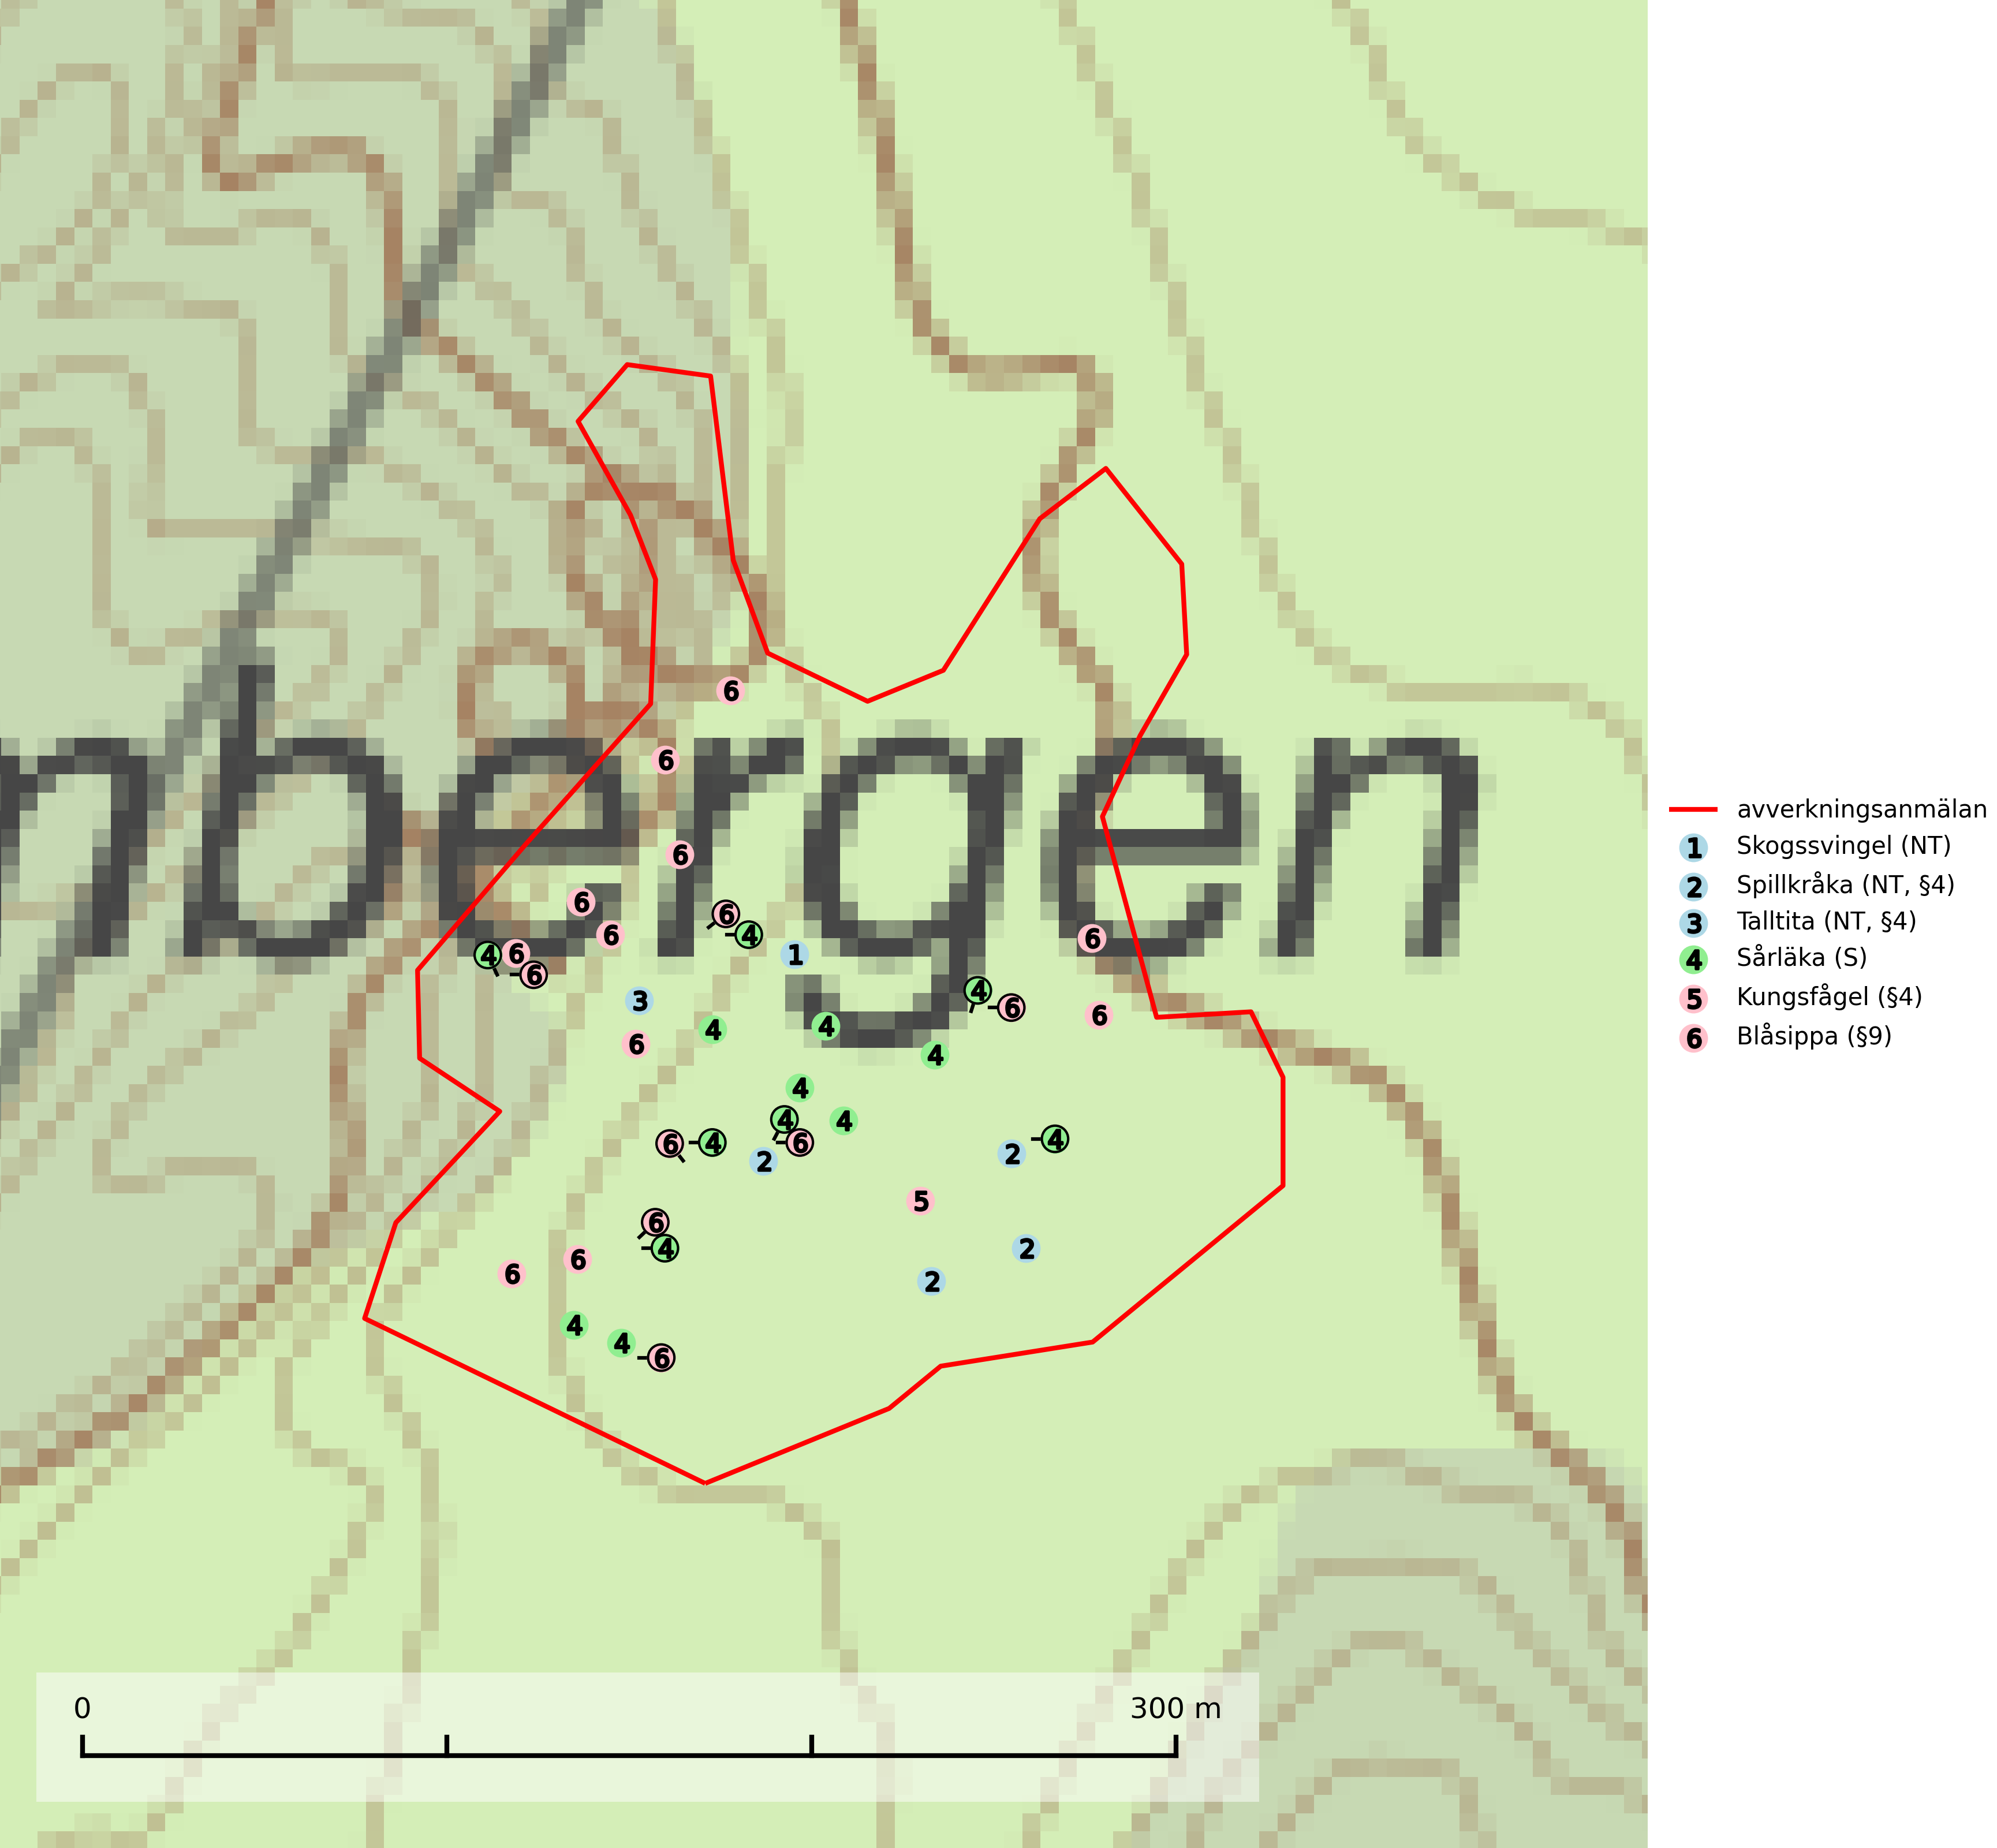 6
6
nbergen
6
6
6
6 4
6
4 6 1
6
4
3
6
6
4
4
6
4
4
4
4
6 4 6
4
2
2
5
6
4
2
6
6
2
4
4
6
0 300 m
avverkningsanmälan
1 Skogssvingel (NT)
2 Spillkråka (NT, §4)
3 Talltita (NT, §4)
4 Sårläka (S)
5 Kungsfågel (§4)
6 Blåsippa (§9)